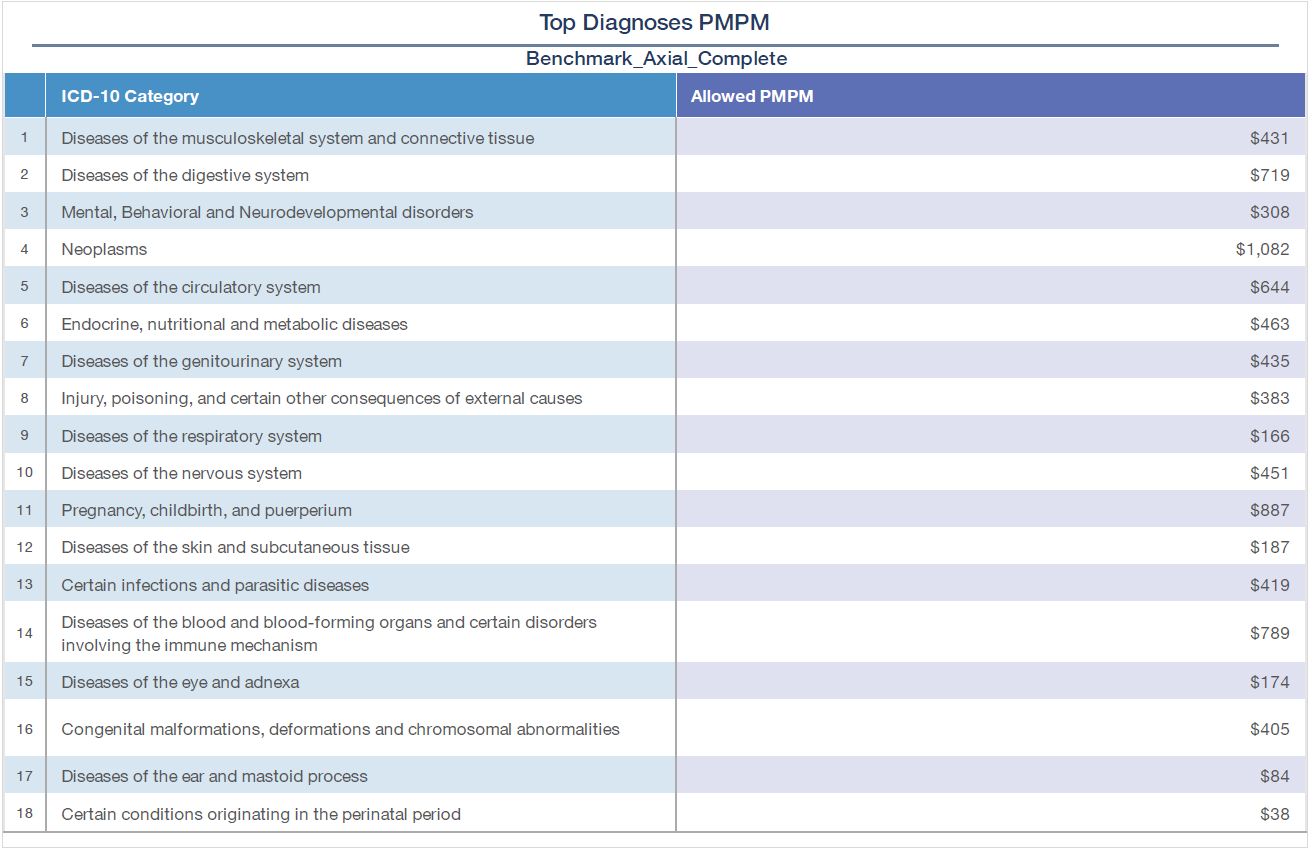 Top Diagnoses PMPM
Benchmark_Axial_Complete
ICD-10 Category Allowed PMPM
1 Diseases of the musculoskeletal system and connective tissue $431
2 Diseases of the digestive system $719
3 Mental, Behavioral and Neurodevelopmental disorders $308
4 Neoplasms $1,082
5 Diseases of the circulatory system $644
6 Endocrine, nutritional and metabolic diseases $463
7 Diseases of the genitourinary system $435
8 Injury, poisoning, and certain other consequences of external causes $383
9 Diseases of the respiratory system $166
10 Diseases of the nervous system $451
11 Pregnancy, childbirth, and puerperium $887
12 Diseases of the skin and subcutaneous tissue $187
13 Certain infections and parasitic diseases $419
14 Diseases of the blood and blood-forming organs and certain disorders
involving the immune mechanism $789
15 Diseases of the eye and adnexa $174
16 Congenital malformations, deformations and chromosomal abnormalities $405
17 Diseases of the ear and mastoid process $84
18 Certain conditions originating in the perinatal period $38